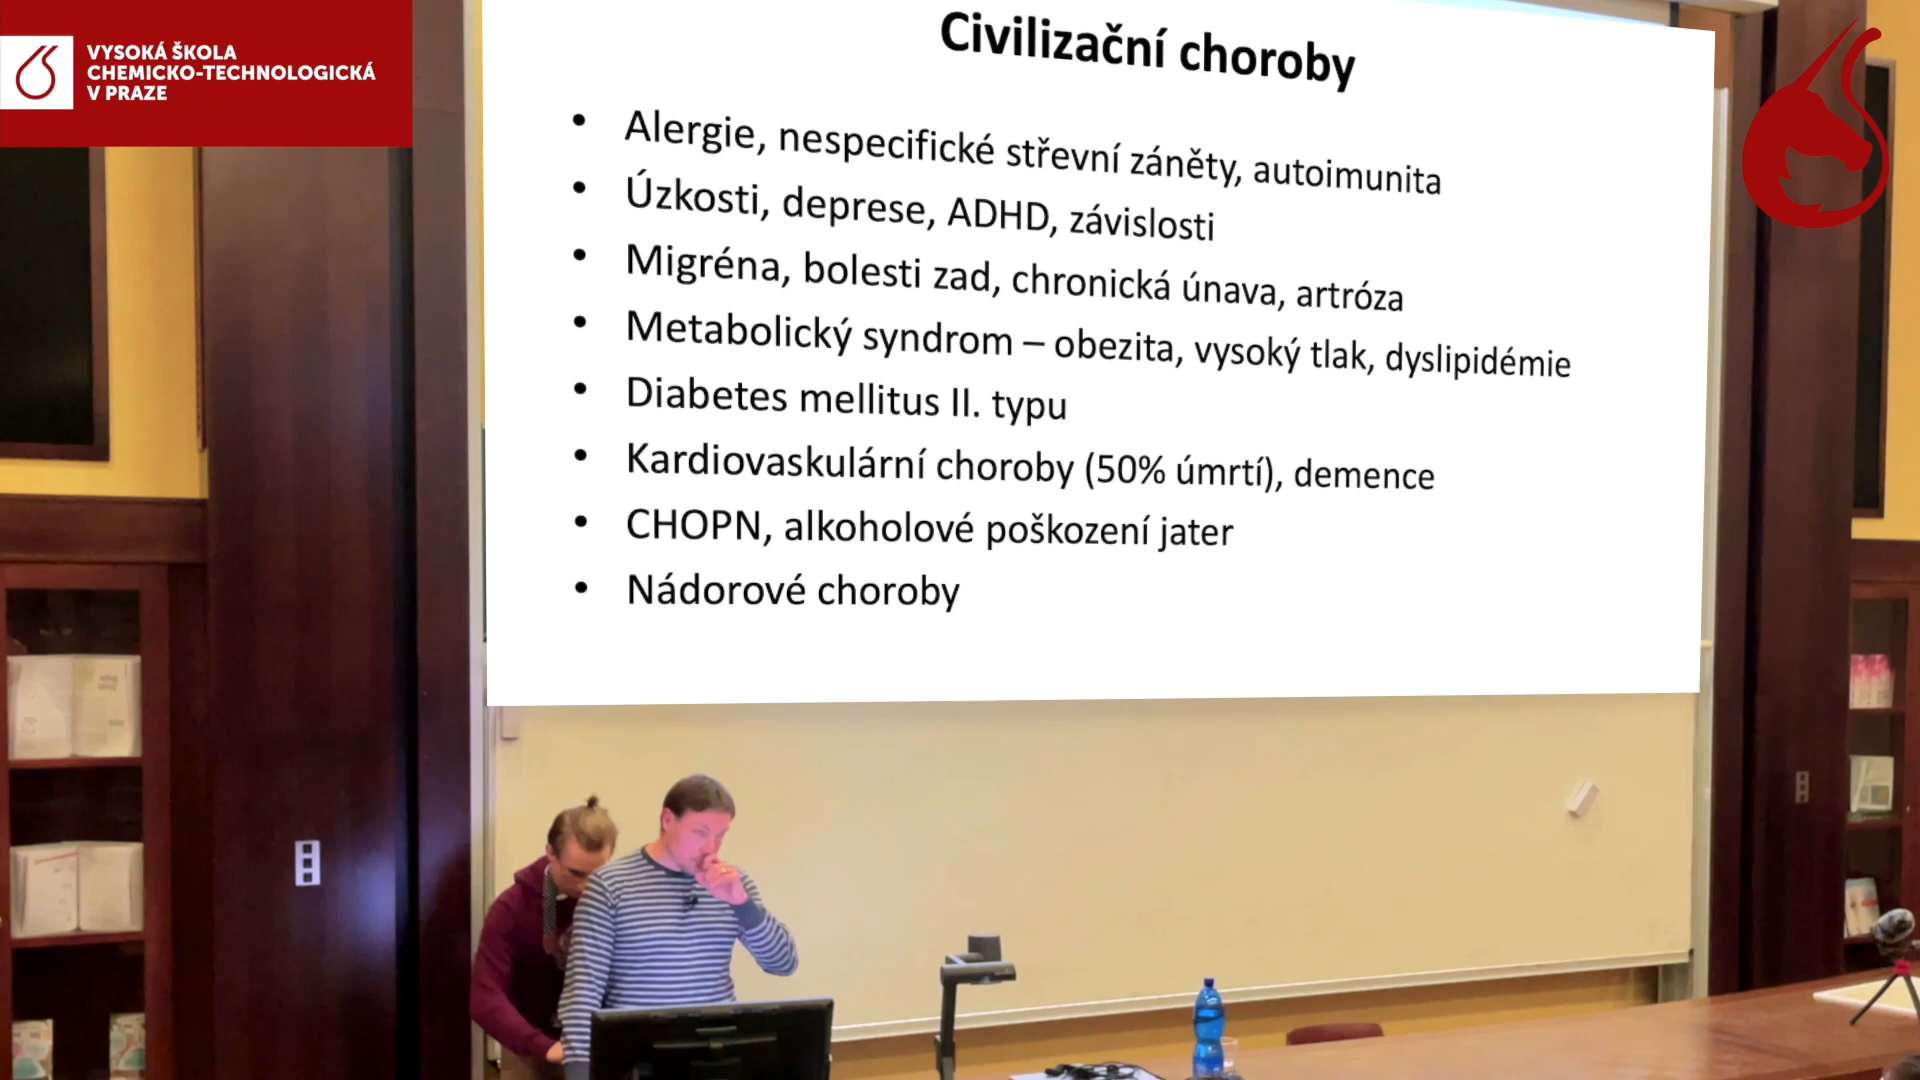 VYSOKÁ ŠKOLA
CHEMICKO-TECHNOLOGICKÁ
V PRAZE
Civilizační choroby
• Alergie, nespecifické střevní záněty, autoimunita
• Úzkosti, deprese, ADHD, závislosti
• Migréna, bolesti zad, chronická únava, artróza
• Metabolický syndrom – obezita, vysoký tlak, dyslipidémie
• Diabetes mellitus II. typu
• Kardiovaskulární choroby (50% úmrtí), demence
• CHOPN, alkoholové poškození jater
• Nádorové choroby